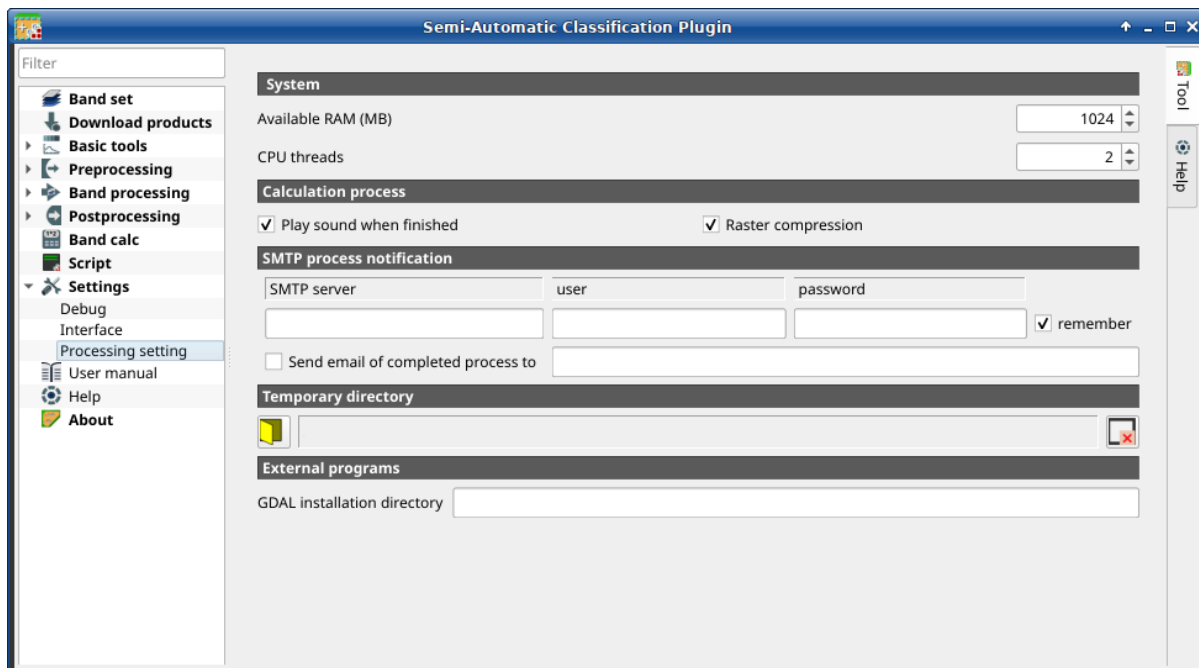 Semi-Automatic Classification Plugin
Filter
Band set
Download products
Basic tools
Preprocessing
Band processing
Postprocessing
Band calc
Script
Settings
Debug
Interface
Processing setting
User manual
Help
About
System
Available RAM (MB) 1024
CPU threads 2
Calculation process
Play sound when finished Raster compression
SMTP process notification
SMTP server user password
remember
Send email of completed process to
Temporary directory
External programs
GDAL installation directory
Tool
Help